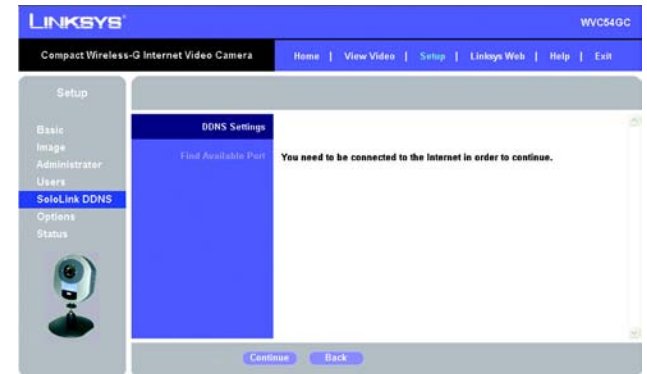 LINKSYS
WVC54GC
Compact Wireless-G Internet Video Camera
Home | View Video | Setup | Linksys Web | Help | Exit
Setup
Basic
Image
Administrator
Users
SoloLink DDNS
Options
Status
DDNS Settings
Find Available Port
You need to be connected to the Internet in order to continue.
Continue
Back